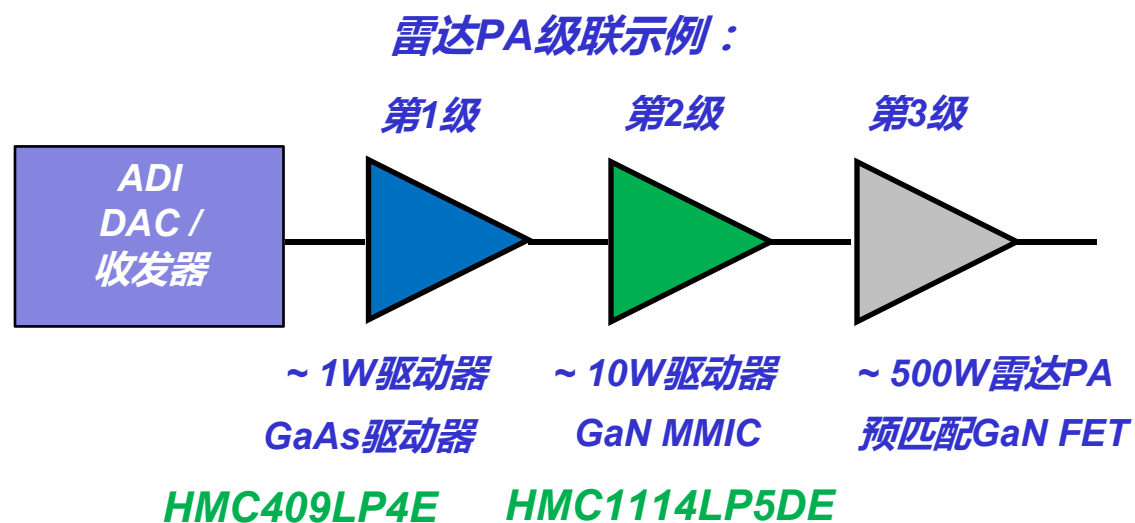 雷达PA级联示例：
第1级
第2级
第3级
ADI
DAC /
收发器
~ 1W驱动器
GaAs驱动器
HMC409LP4E
~ 10W驱动器
GaN MMIC
HMC1114LP5DE
~ 500W雷达PA
预匹配GaN FET